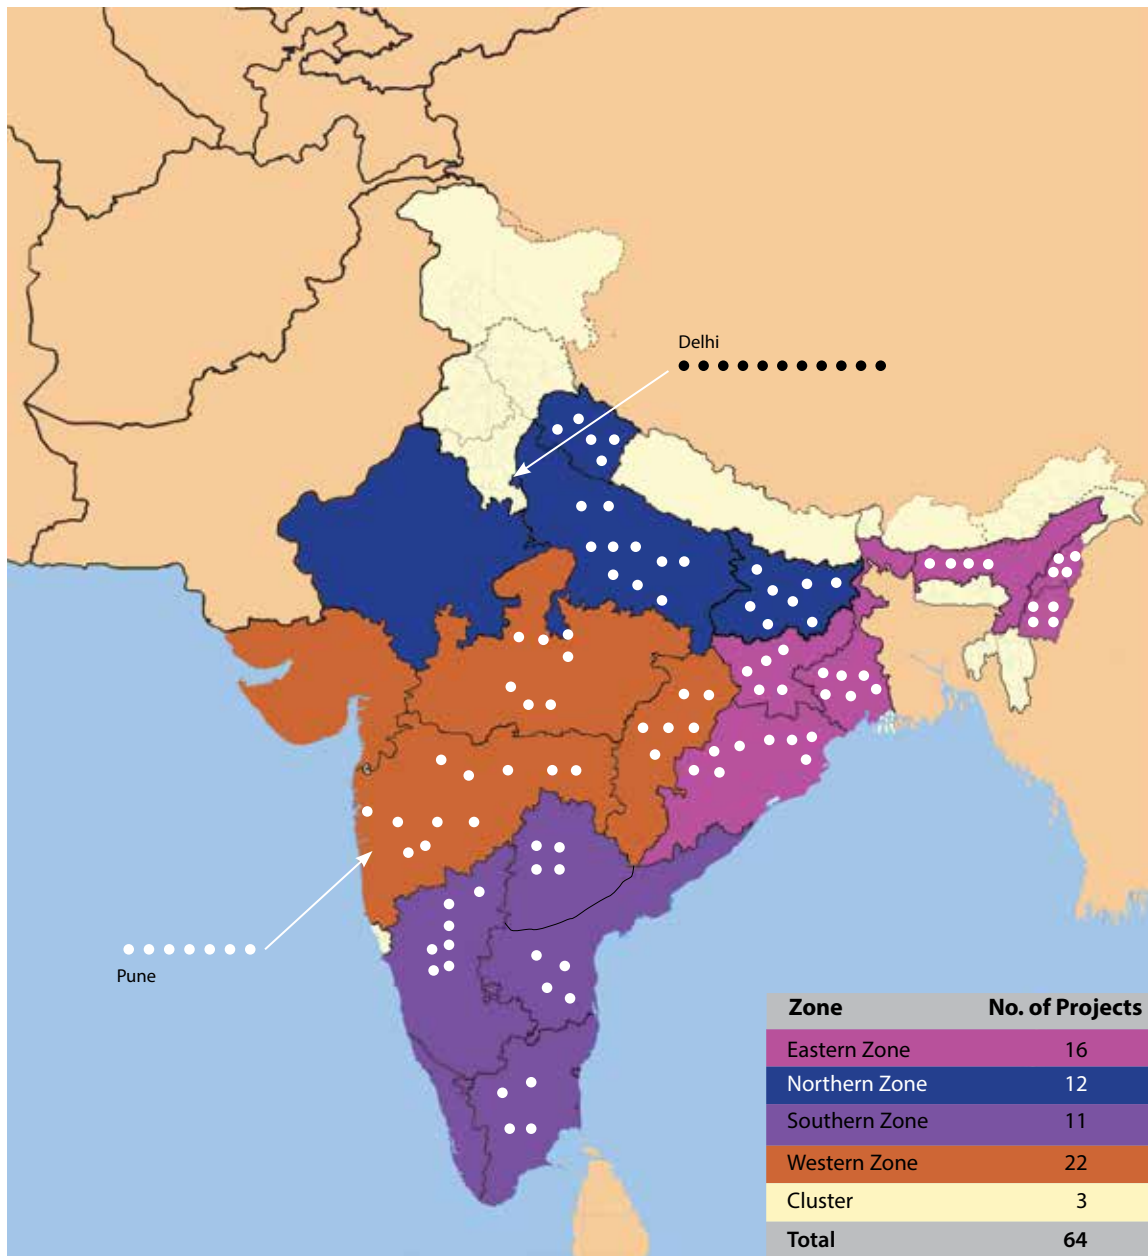 Delhi
Pune
Zone No. of Projects
Eastern Zone 16
Northern Zone 12
Southern Zone 11
Western Zone 22
Cluster 3
Total 64